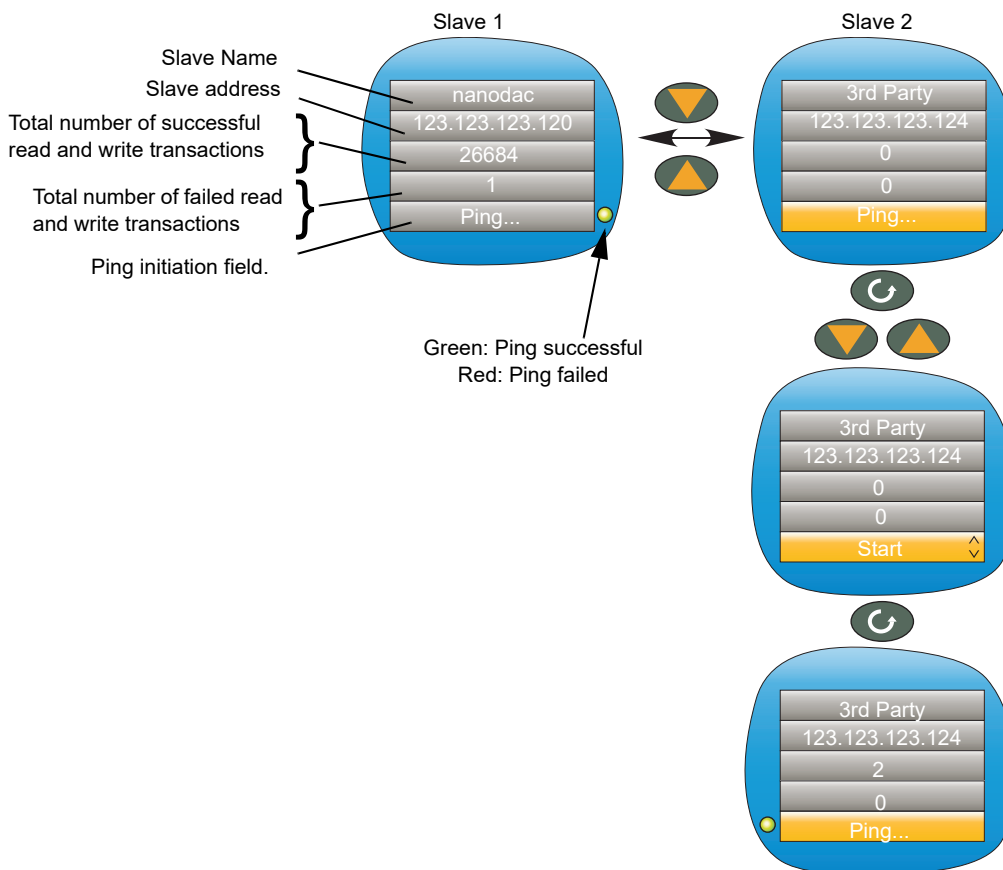 Slave 1
Slave Name
Slave address
Total number of successful
read and write transactions
Total number of failed read
and write transactions
Ping initiation field.
nanodac
123.123.123.120
26684
1
Ping...
Green: Ping successful
Red: Ping failed
Slave 2
3rd Party
123.123.123.124
0
0
Ping...
3rd Party
123.123.123.124
0
0
Start
3rd Party
123.123.123.124
2
0
Ping...